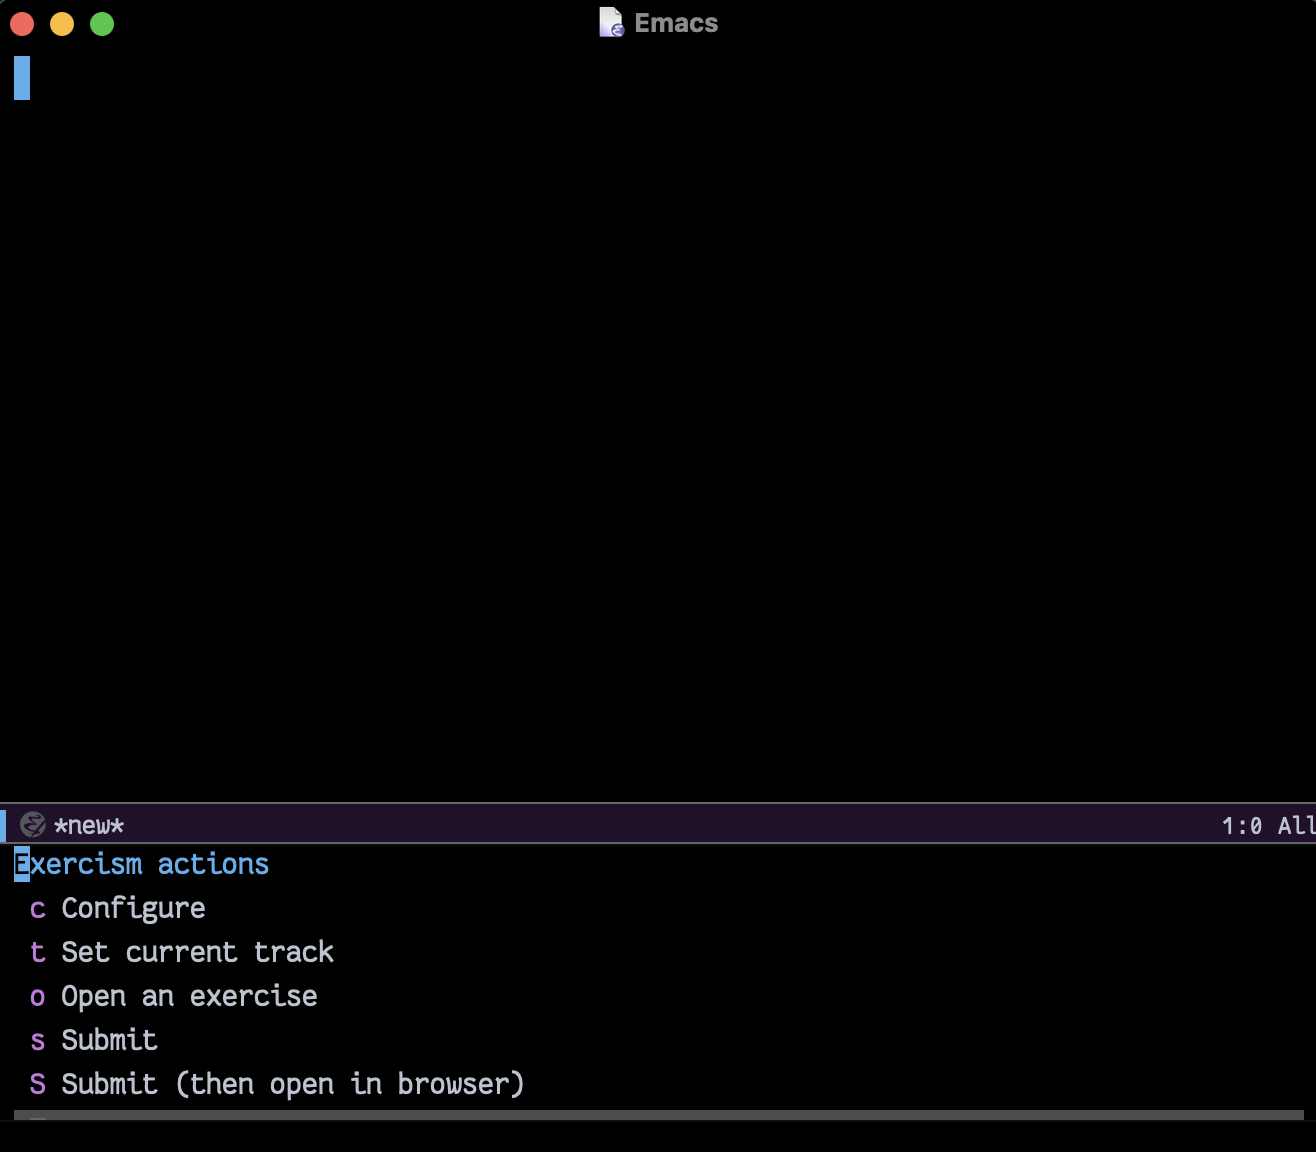 Emacs
*new* 1:0 All
Exercism actions
c Configure
t Set current track
o Open an exercise
s Submit
S Submit (then open in browser)